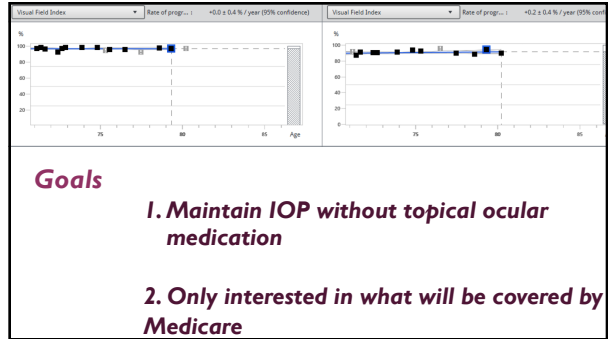 Visual Field Index Rate of progr... : +0.0 ± 0.4 % / year (95% confidence)
Visual Field Index Rate of progr... : +0.2 ± 0.4 % / year (95% confidence)
%
100
80
60
40
20
75 80 85 Age
%
100
80
60
40
20
0
75 80 85
Goals
1. Maintain IOP without topical ocular
medication
2. Only interested in what will be covered by
Medicare